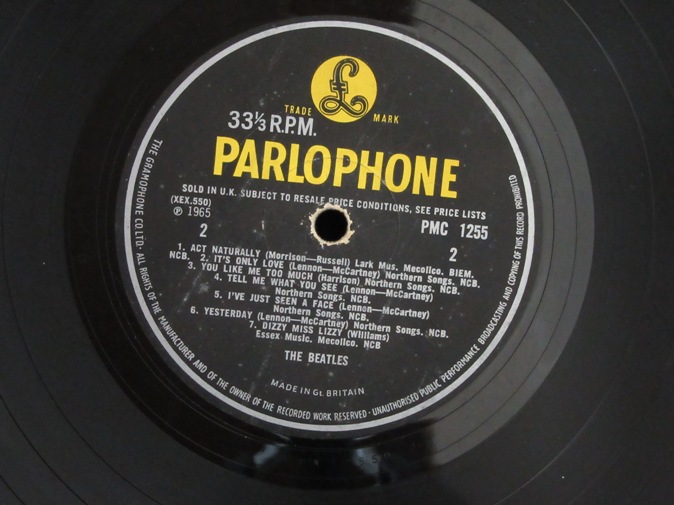 TRADE MARK
33⅓ R.P.M.
PARLOPHONE
SOLD IN U.K. SUBJECT TO RESALE PRICE CONDITIONS, SEE PRICE LISTS
(XEX.550)
℗ 1965
PMC 1255
2
2
1. ACT NATURALLY (Morrison—Russell) Lark Mus. Mecolico. BIEM.
NCB. 2. IT'S ONLY LOVE (Lennon—McCartney) Northern Songs. NCB.
3. YOU LIKE ME TOO MUCH (Harrison) Northern Songs. NCB.
4. TELL ME WHAT YOU SEE (Lennon—McCartney)
Northern Songs. NCB.
5. I'VE JUST SEEN A FACE (Lennon—McCartney)
Northern Songs. NCB.
6. YESTERDAY (Lennon—McCartney) Northern Songs. NCB.
7. DIZZY MISS LIZZY (Williams)
Essex Music. Mecolico. NCB
THE BEATLES
MADE IN GT. BRITAIN
THE GRAMOPHONE CO. LTD. · ALL RIGHTS OF THE MANUFACTURER AND OF THE OWNER OF THE RECORDED WORK RESERVED · UNAUTHORISED PUBLIC PERFORMANCE BROADCASTING AND COPYING OF THIS RECORD PROHIBITED